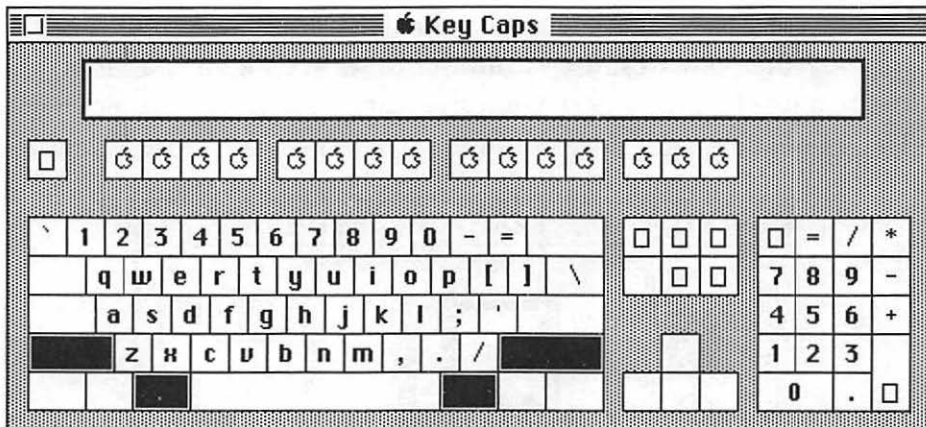 Key Caps
` 1 2 3 4 5 6 7 8 9 0 - = = / *
q w e r t y u i o p [ ] \ 7 8 9 -
a s d f g h j k l ; ' 4 5 6 +
z x c v b n m , . / 1 2 3
0 .